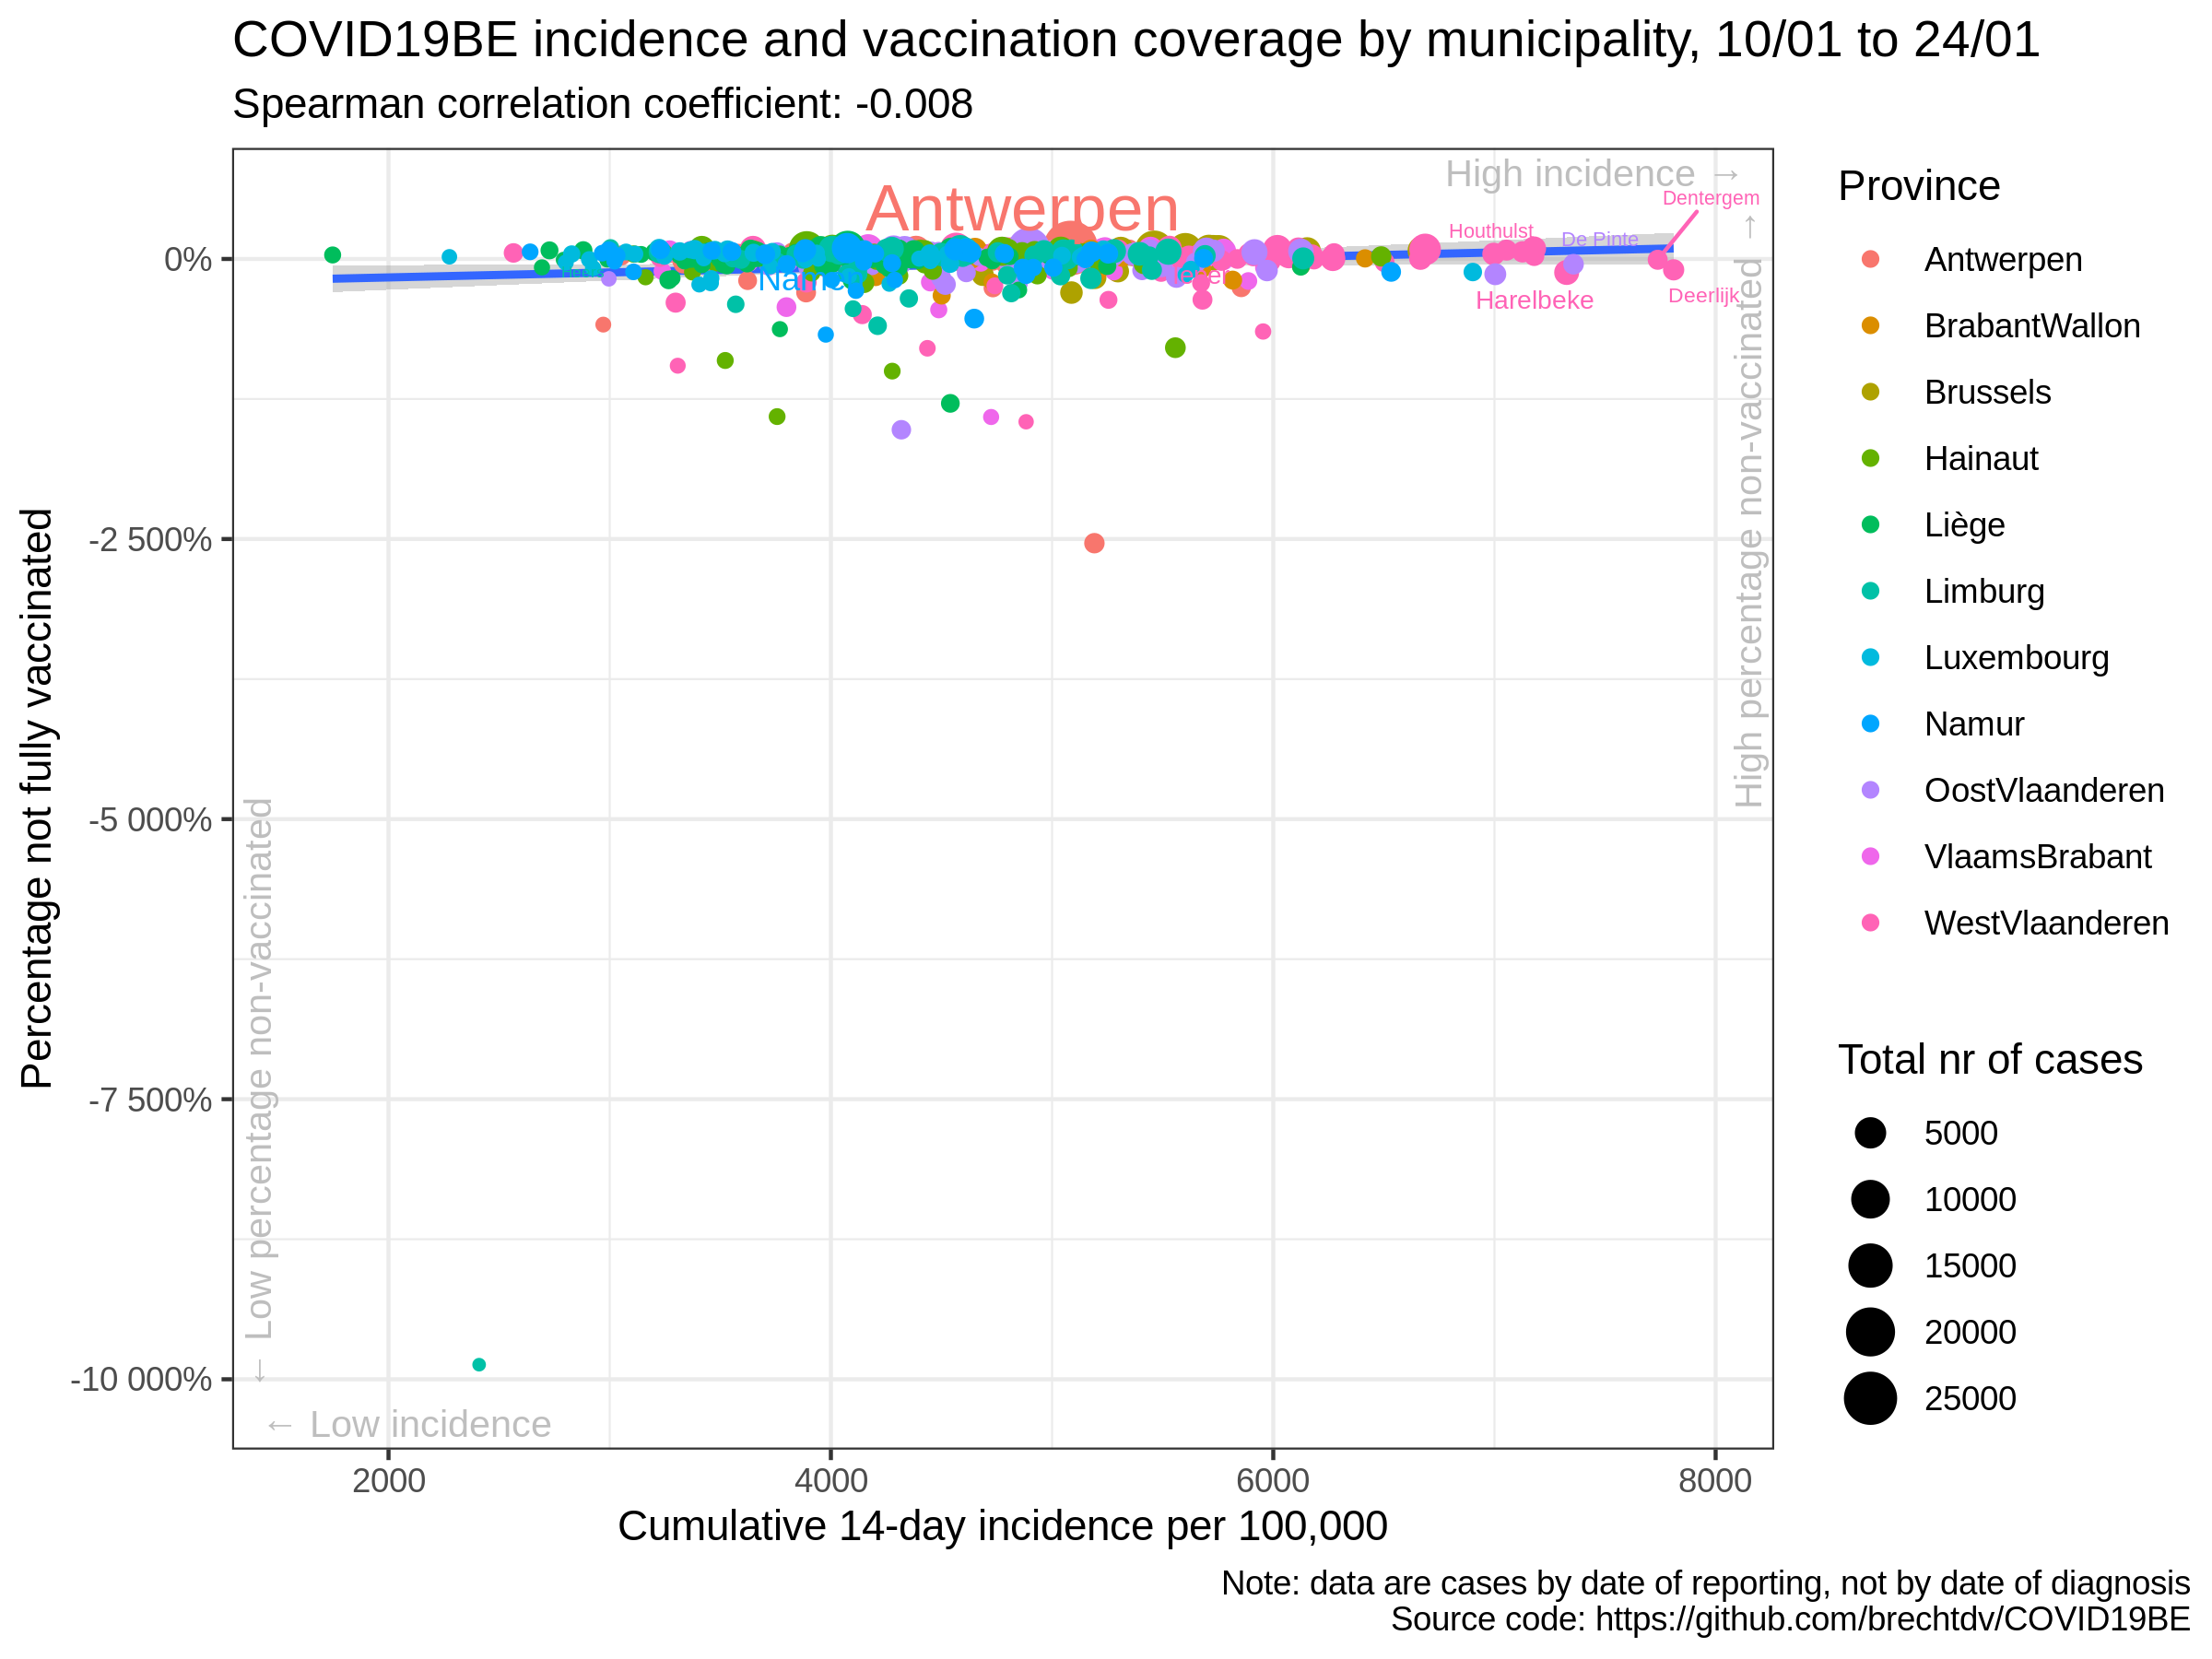 COVID19BE incidence and vaccination coverage by municipality, 10/01 to 24/01
Spearman correlation coefficient: -0.008
High incidence →
Dentergem
Antwerpen
Houthulst
De Pinte
Harelbeke
Deerlijk
High percentage non-vaccinated →
← Low percentage non-vaccinated
← Low incidence
0%
-2 500%
-5 000%
-7 500%
-10 000%
Percentage not fully vaccinated
2000
4000
6000
8000
Cumulative 14-day incidence per 100,000
Province
Antwerpen
BrabantWallon
Brussels
Hainaut
Liège
Limburg
Luxembourg
Namur
OostVlaanderen
VlaamsBrabant
WestVlaanderen
Total nr of cases
5000
10000
15000
20000
25000
Note: data are cases by date of reporting, not by date of diagnosis
Source code: https://github.com/brechtdv/COVID19BE